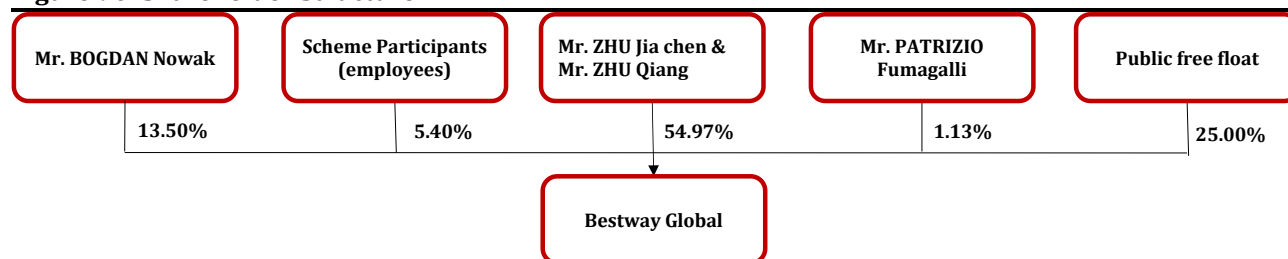 Mr. BOGDAN Nowak
Scheme Participants
(employees)
Mr. ZHU Jia chen &
Mr. ZHU Qiang
Mr. PATRIZIO
Fumagalli
Public free float
13.50%
5.40%
54.97%
1.13%
25.00%
Bestway Global